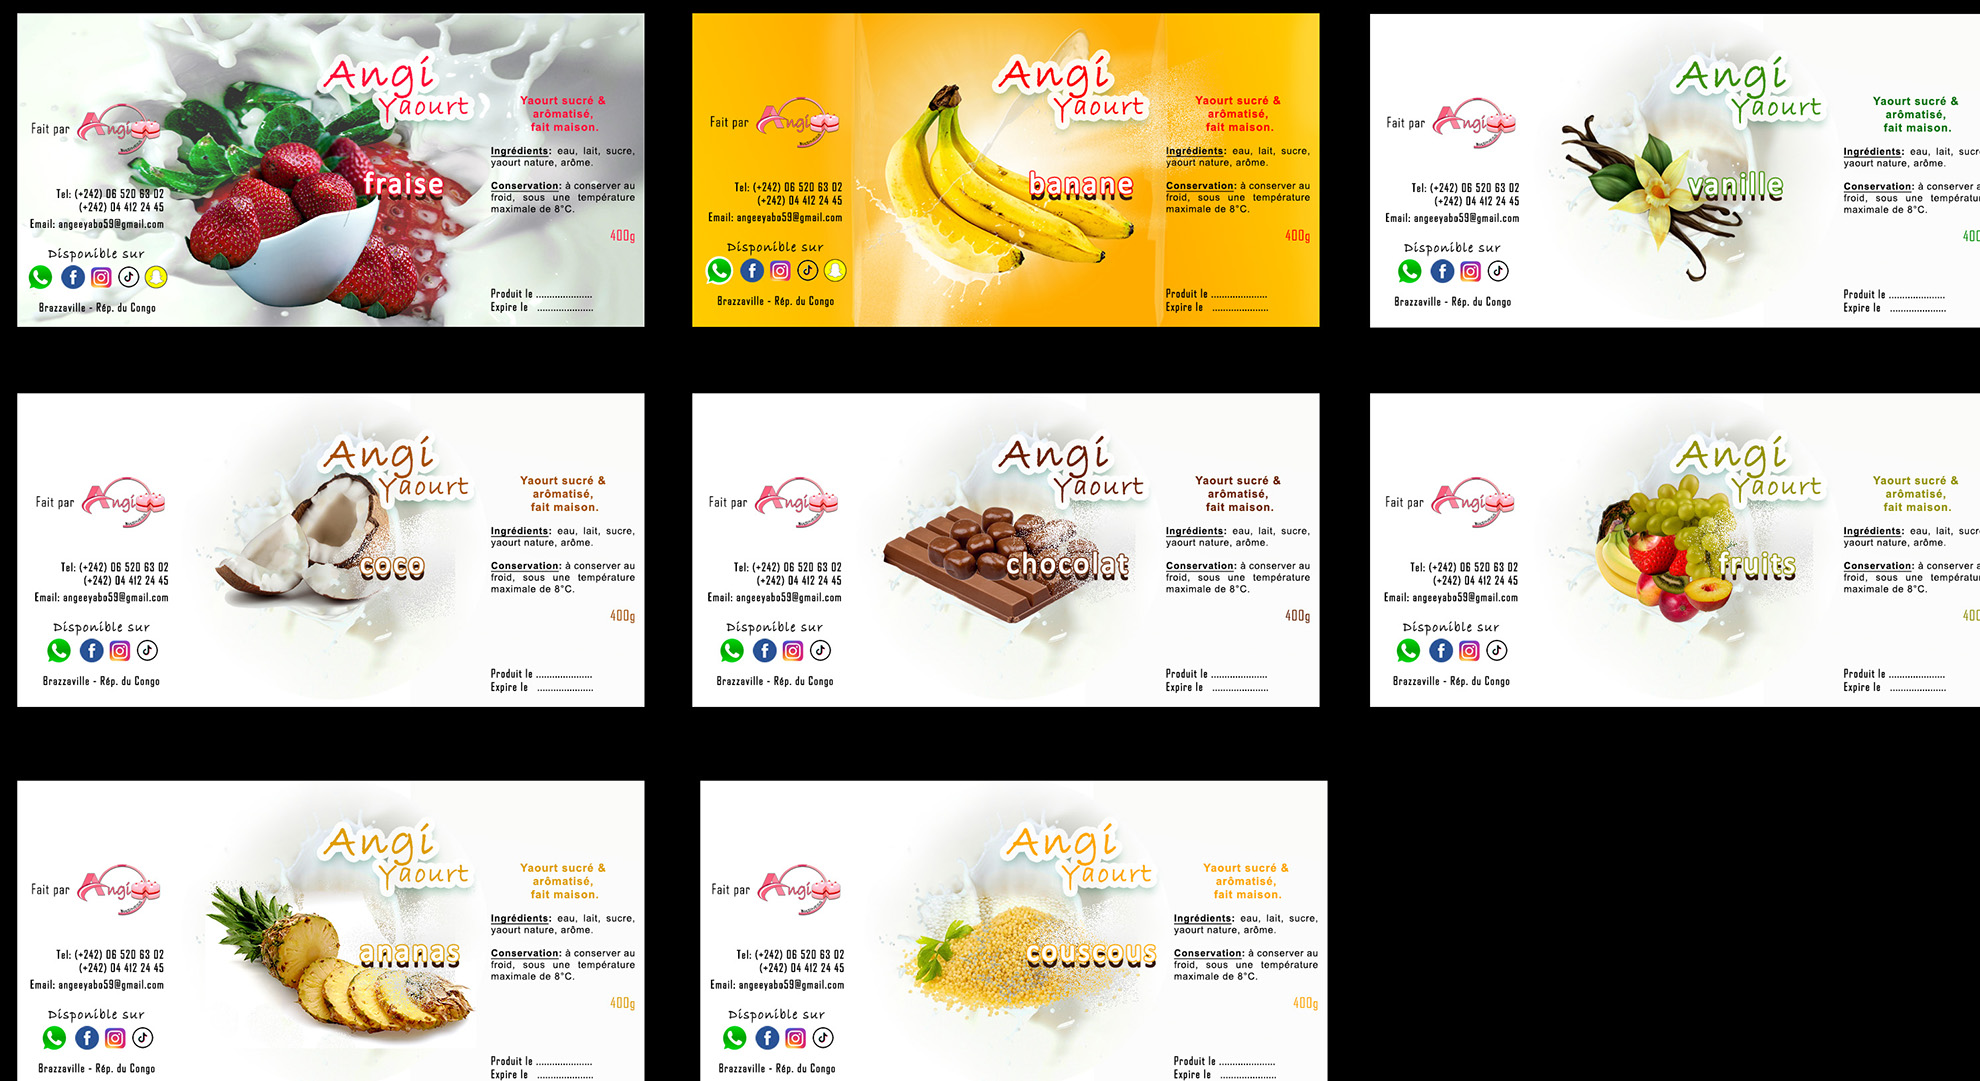 Angi
Yaourt
fraise
Fait par
Angi
Tel: (+242) 06 520 63 02
(+242) 04 412 24 45
Email: angeeyabo59@gmail.com
Disponible sur
Brazzaville - Rép. du Congo
Yaourt sucré &
arômatisé,
fait maison.
Ingrédients: eau, lait, sucre,
yaourt nature, arôme.
Conservation: à conserver au
froid, sous une température
maximale de 8°C.
400g
Produit le .....................
Expire le .....................
Angi
Yaourt
banane
Fait par
Angi
Tel: (+242) 06 520 63 02
(+242) 04 412 24 45
Email: angeeyabo59@gmail.com
Disponible sur
Brazzaville - Rép. du Congo
Yaourt sucré &
arômatisé,
fait maison.
Ingrédients: eau, lait, sucre,
yaourt nature, arôme.
Conservation: à conserver au
froid, sous une température
maximale de 8°C.
400g
Produit le .....................
Expire le .....................
Angi
Yaourt
vanille
Fait par
Angi
Tel: (+242) 06 520 63 02
(+242) 04 412 24 45
Email: angeeyabo59@gmail.com
Disponible sur
Brazzaville - Rép. du Congo
Yaourt sucré &
arômatisé,
fait maison.
Ingrédients: eau, lait, sucr
yaourt nature, arôme.
Conservation: à conserver a
froid, sous une températur
maximale de 8°C.
400
Produit le .....................
Expire le .....................
Angi
Yaourt
coco
Fait par
Angi
Tel: (+242) 06 520 63 02
(+242) 04 412 24 45
Email: angeeyabo59@gmail.com
Disponible sur
Brazzaville - Rép. du Congo
Yaourt sucré &
arômatisé,
fait maison.
Ingrédients: eau, lait, sucre,
yaourt nature, arôme.
Conservation: à conserver au
froid, sous une température
maximale de 8°C.
400g
Produit le .....................
Expire le .....................
Angi
Yaourt
chocolat
Fait par
Angi
Tel: (+242) 06 520 63 02
(+242) 04 412 24 45
Email: angeeyabo59@gmail.com
Disponible sur
Brazzaville - Rép. du Congo
Yaourt sucré &
arômatisé,
fait maison.
Ingrédients: eau, lait, sucre,
yaourt nature, arôme.
Conservation: à conserver au
froid, sous une température
maximale de 8°C.
400g
Produit le .....................
Expire le .....................
Angi
Yaourt
fruits
Fait par
Angi
Tel: (+242) 06 520 63 02
(+242) 04 412 24 45
Email: angeeyabo59@gmail.com
Disponible sur
Brazzaville - Rép. du Congo
Yaourt sucré &
arômatisé,
fait maison.
Ingrédients: eau, lait, sucr
yaourt nature, arôme.
Conservation: à conserver a
froid, sous une températur
maximale de 8°C.
400
Produit le .....................
Expire le .....................
Angi
Yaourt
ananas
Fait par
Angi
Tel: (+242) 06 520 63 02
(+242) 04 412 24 45
Email: angeeyabo59@gmail.com
Disponible sur
Brazzaville - Rép. du Congo
Yaourt sucré &
arômatisé,
fait maison.
Ingrédients: eau, lait, sucre,
yaourt nature, arôme.
Conservation: à conserver au
froid, sous une température
maximale de 8°C.
400g
Produit le .....................
Expire le .....................
Angi
Yaourt
couscous
Fait par
Angi
Tel: (+242) 06 520 63 02
(+242) 04 412 24 45
Email: angeeyabo59@gmail.com
Disponible sur
Brazzaville - Rép. du Congo
Yaourt sucré &
arômatisé,
fait maison.
Ingrédients: eau, lait, sucre,
yaourt nature, arôme.
Conservation: à conserver au
froid, sous une température
maximale de 8°C.
400g
Produit le .....................
Expire le .....................